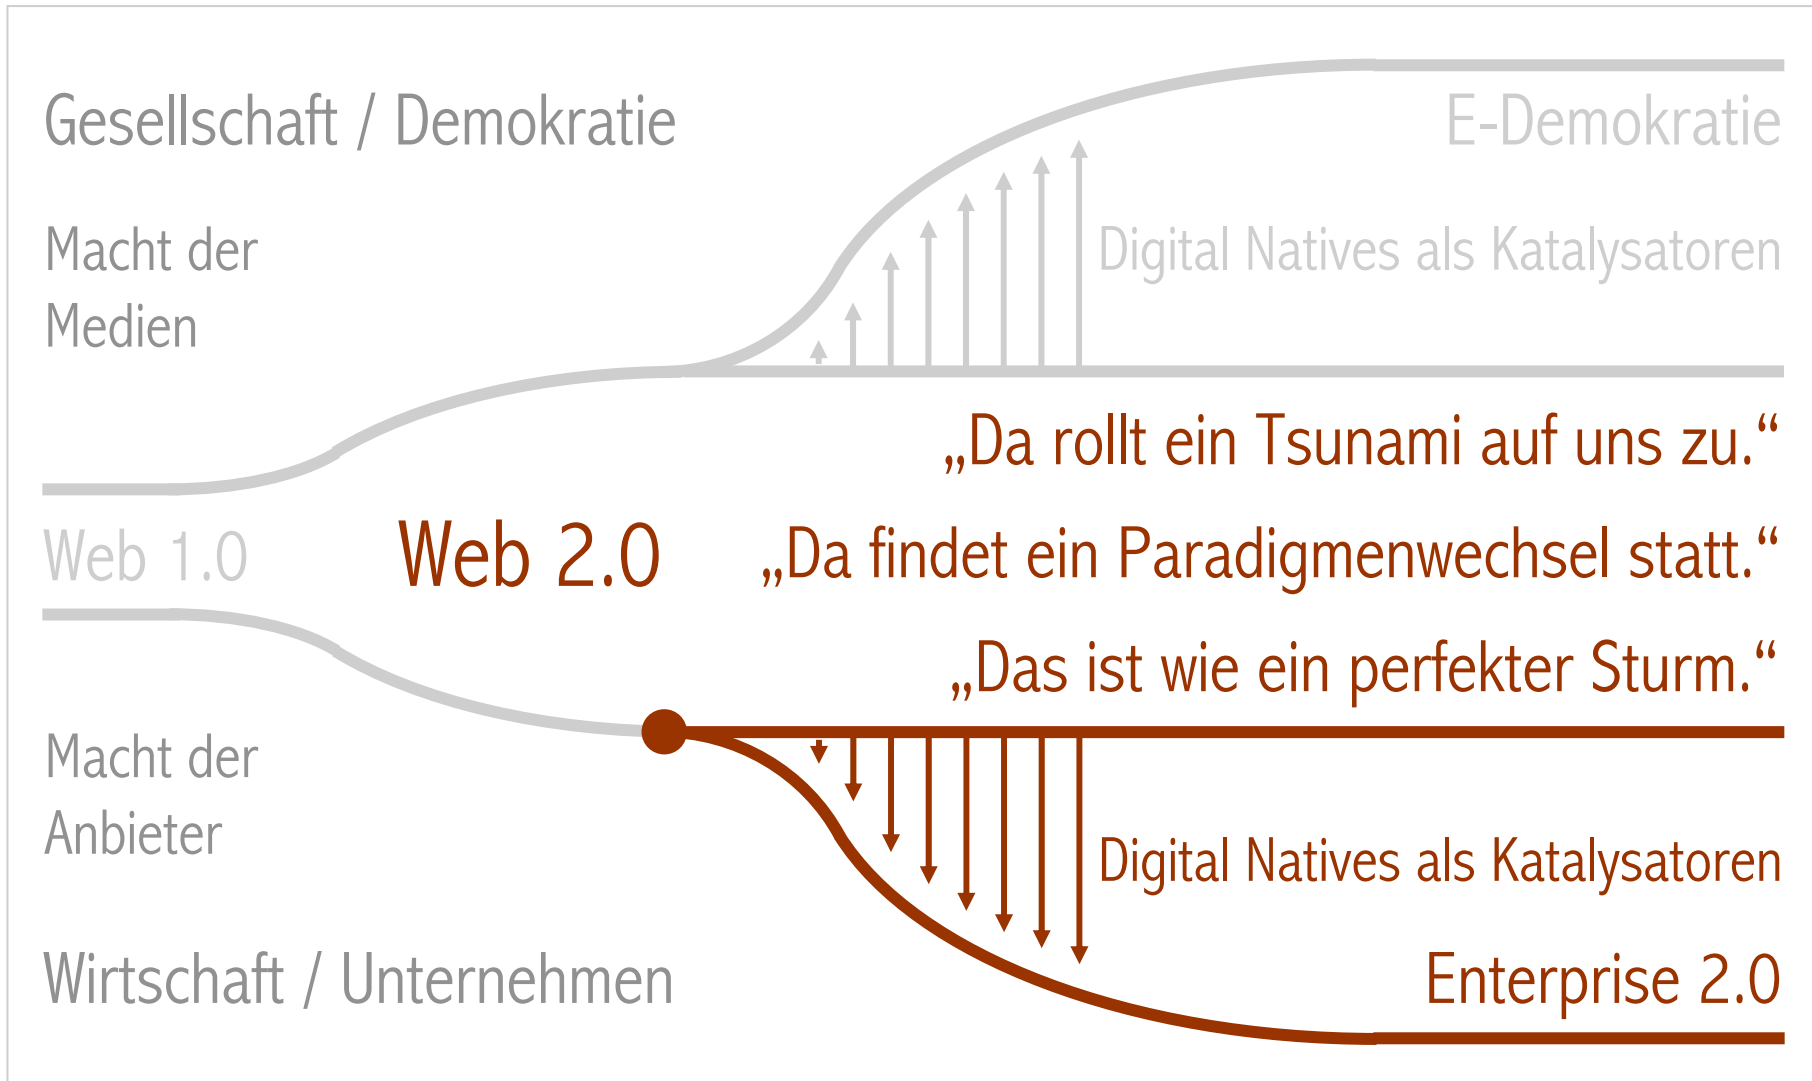 Gesellschaft / Demokratie
E-Demokratie
Macht der
Medien
Digital Natives als Katalysatoren
„Da rollt ein Tsunami auf uns zu.“
Web 1.0
Web 2.0
„Da findet ein Paradigmenwechsel statt.“
„Das ist wie ein perfekter Sturm.“
Macht der
Anbieter
Digital Natives als Katalysatoren
Wirtschaft / Unternehmen
Enterprise 2.0